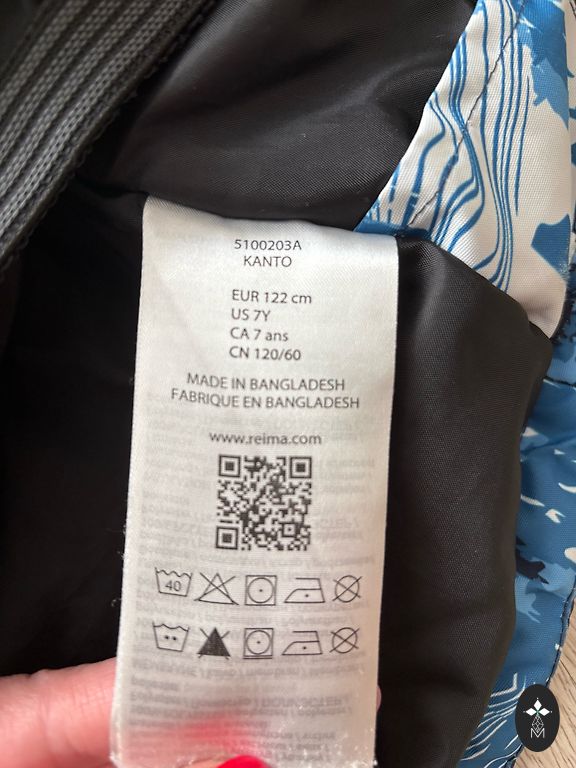 5100203A
KANTO
EUR 122 cm
US 7Y
CA 7 ans
CN 120/60
MADE IN BANGLADESH
FABRIQUE EN BANGLADESH
www.reima.com
40